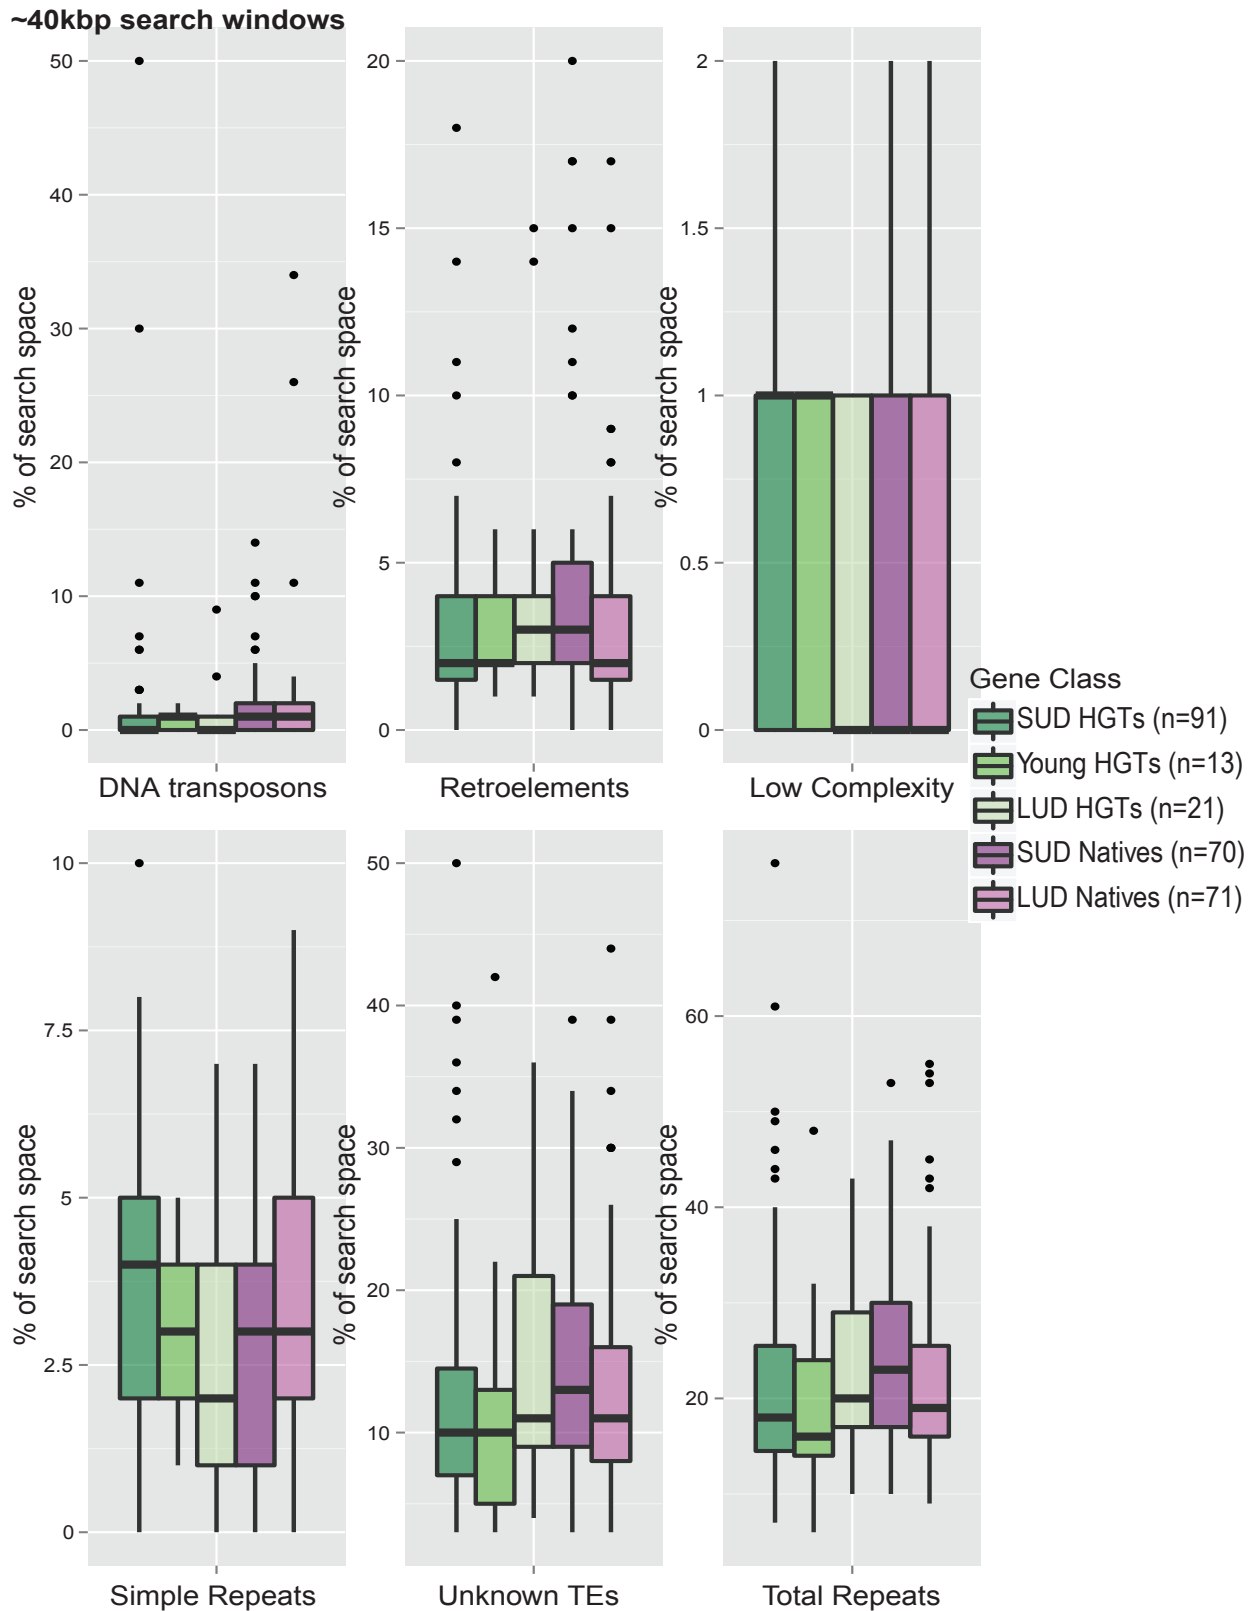 ~40kbp search windows
50
40
30
20
10
0
% of search space
DNA transposons
20
15
10
5
0
% of search space
Retroelements
2
1.5
1
0.5
0
% of search space
Low Complexity
Gene Class
SUD HGTs (n=91)
Young HGTs (n=13)
LUD HGTs (n=21)
SUD Natives (n=70)
LUD Natives (n=71)
10
7.5
5
2.5
0
% of search space
Simple Repeats
50
40
30
20
10
% of search space
Unknown TEs
60
40
20
% of search space
Total Repeats